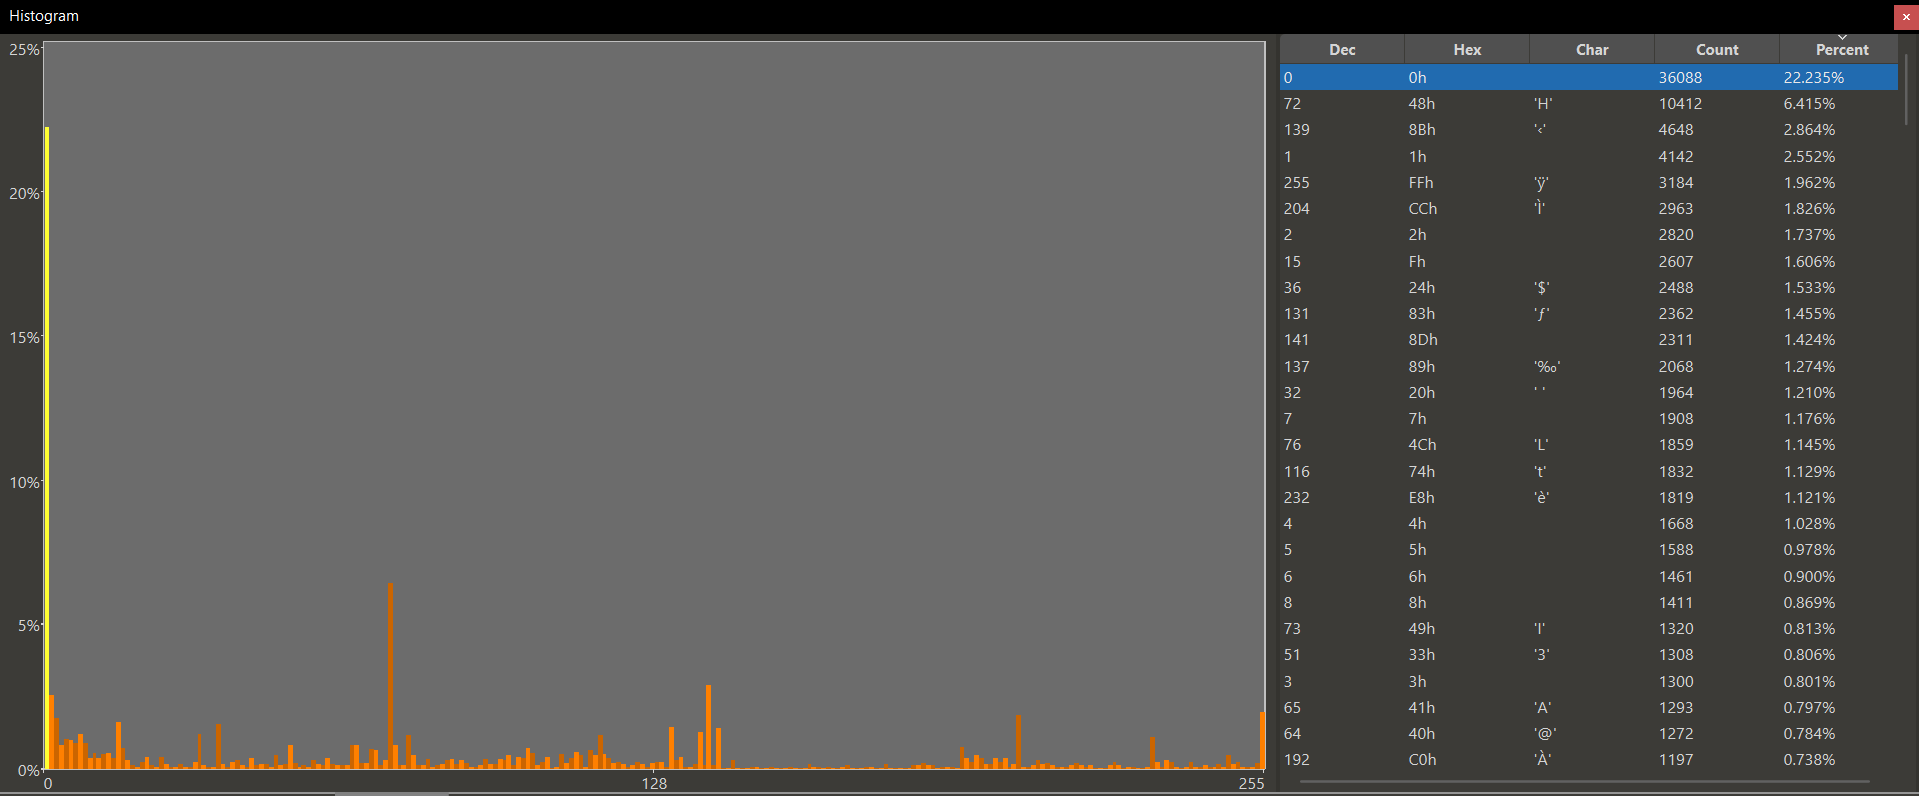 Histogram
×
25%
20%
15%
10%
5%
0%
0 128 255
Dec Hex Char Count Percent
0 0h 36088 22.235%
72 48h 'H' 10412 6.415%
139 8Bh '‹' 4648 2.864%
1 1h 4142 2.552%
255 FFh 'ÿ' 3184 1.962%
204 CCh 'Ì' 2963 1.826%
2 2h 2820 1.737%
15 Fh 2607 1.606%
36 24h '$' 2488 1.533%
131 83h 'ƒ' 2362 1.455%
141 8Dh 2311 1.424%
137 89h '‰' 2068 1.274%
32 20h ' ' 1964 1.210%
7 7h 1908 1.176%
76 4Ch 'L' 1859 1.145%
116 74h 't' 1832 1.129%
232 E8h 'è' 1819 1.121%
4 4h 1668 1.028%
5 5h 1588 0.978%
6 6h 1461 0.900%
8 8h 1411 0.869%
73 49h 'I' 1320 0.813%
51 33h '3' 1308 0.806%
3 3h 1300 0.801%
65 41h 'A' 1293 0.797%
64 40h '@' 1272 0.784%
192 C0h 'À' 1197 0.738%